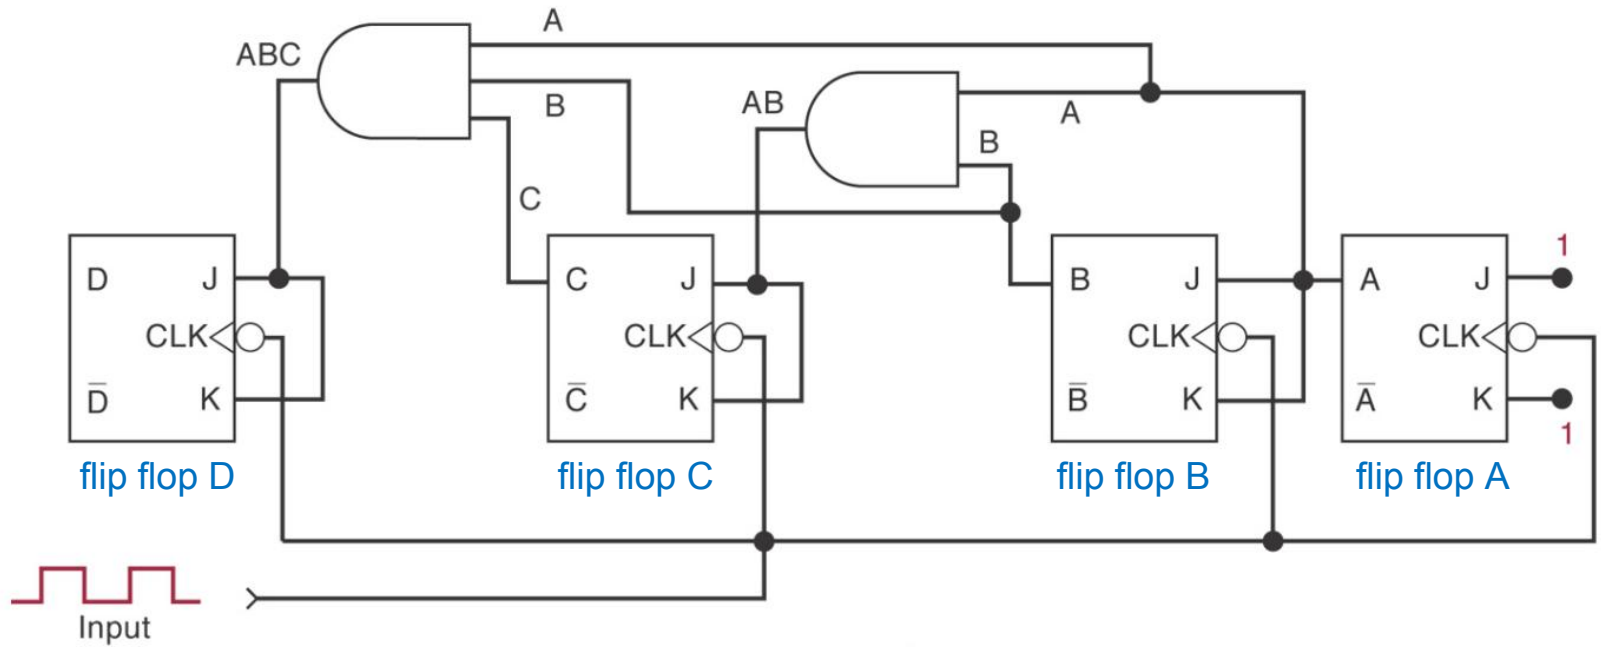 A
ABC
B
AB
A
B
C
D J
CLK
D̅ K
flip flop D
C J
CLK
C̅ K
flip flop C
B J
CLK
B̅ K
flip flop B
A J
CLK
A̅ K
flip flop A
1
1
Input